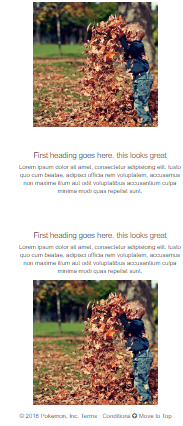 First heading goes here. this looks great
Lorem ipsum dolor sit amet, consectetur adipisicing elit. Iusto
quo cum beatae, adipisci officia rem voluptatem, accusamus
non maxime illum aut odit voluptatibus accusantium culpa
minima modi quas repellat sunt.
First heading goes here. this looks great
Lorem ipsum dolor sit amet, consectetur adipisicing elit. Iusto
quo cum beatae, adipisci officia rem voluptatem, accusamus
non maxime illum aut odit voluptatibus accusantium culpa
minima modi quas repellat sunt.
© 2016 Pokemon, Inc. Terms · Conditions Move to Top